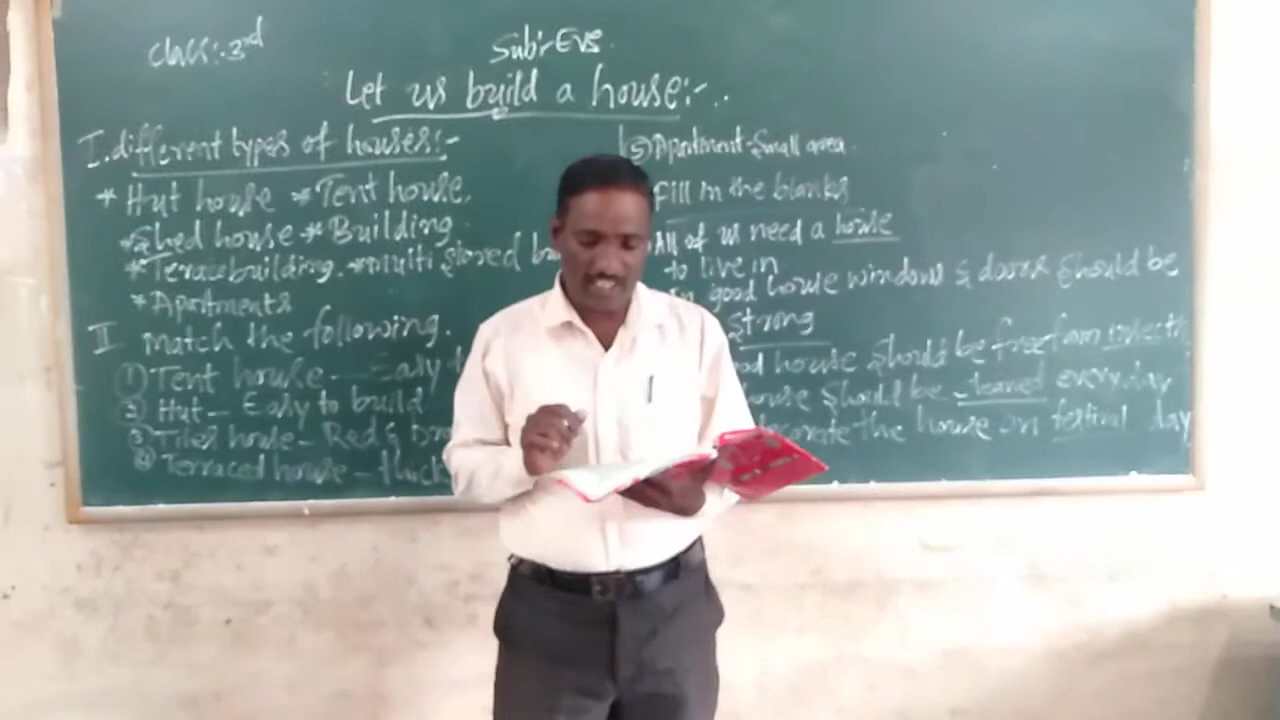 Class:- 3rd
Sub:- EVS
Let us build a house:-..
I. different types of houses:-
* Hut house * Tent house.
* Shed house * Building
* Terace building. * Multi stored
* Apartments
II match the following.
① Tent house. — Easy
② Hut — Easy to build
③ Tiles house — Red &
④ Terraced house — thick
⑤ Apartment - Small area.
Fill in the blanks
All of us need a house
to live in
good house windows & doors should be
strong
house should be free
should be cleaned everyday
the house on festival day